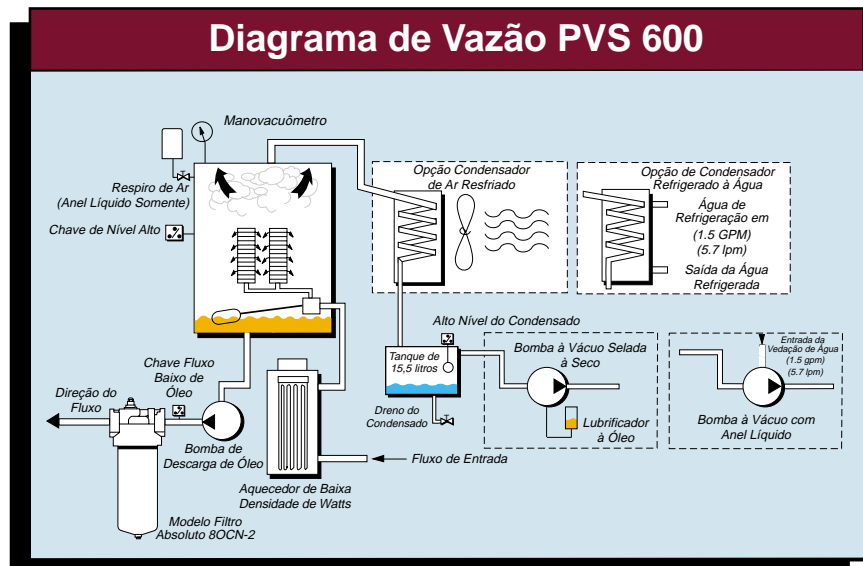 Diagrama de Vazão PVS 600
Manovacuômetro
Respiro de Ar
(Anel Líquido Somente)
Chave de Nível Alto
Opção Condensador
de Ar Resfriado
Opção de Condensador
Refrigerado à Água
Água de
Refrigeração em
(1.5 GPM)
(5.7 lpm)
Saída da Água
Refrigerada
Alto Nível do Condensado
Tanque de
15,5 litros
Dreno do
Condensado
Bomba à Vácuo Selada
à Seco
Lubrificador
à Óleo
Entrada da
Vedação de Água
(1.5 gpm)
(5.7 lpm)
Bomba à Vácuo com
Anel Líquido
Chave Fluxo
Baixo de
Óleo
Direção do
Fluxo
Bomba de
Descarga de Óleo
Fluxo de Entrada
Aquecedor de Baixa
Densidade de Watts
Modelo Filtro
Absoluto 8OCN-2